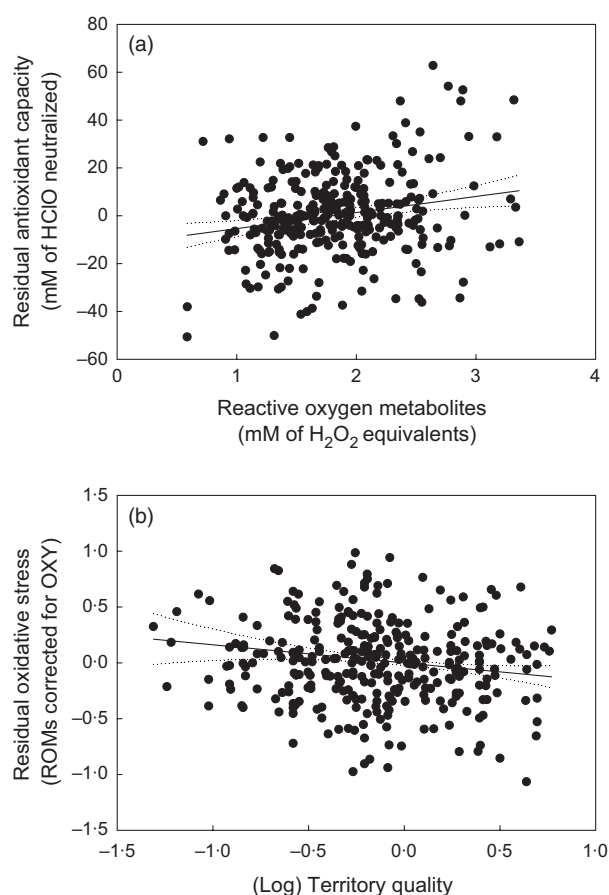 (a)
80
60
40
20
0
–20
–40
–60
0
1
2
3
4
Residual antioxidant capacity
(mM of HClO neutralized)
Reactive oxygen metabolites
(mM of H₂O₂ equivalents)
(b)
1·5
1·0
0·5
0·0
–0·5
–1·0
–1·5
–1·5
–1·0
–0·5
0·0
0·5
1·0
Residual oxidative stress
(ROMs corrected for OXY)
(Log) Territory quality